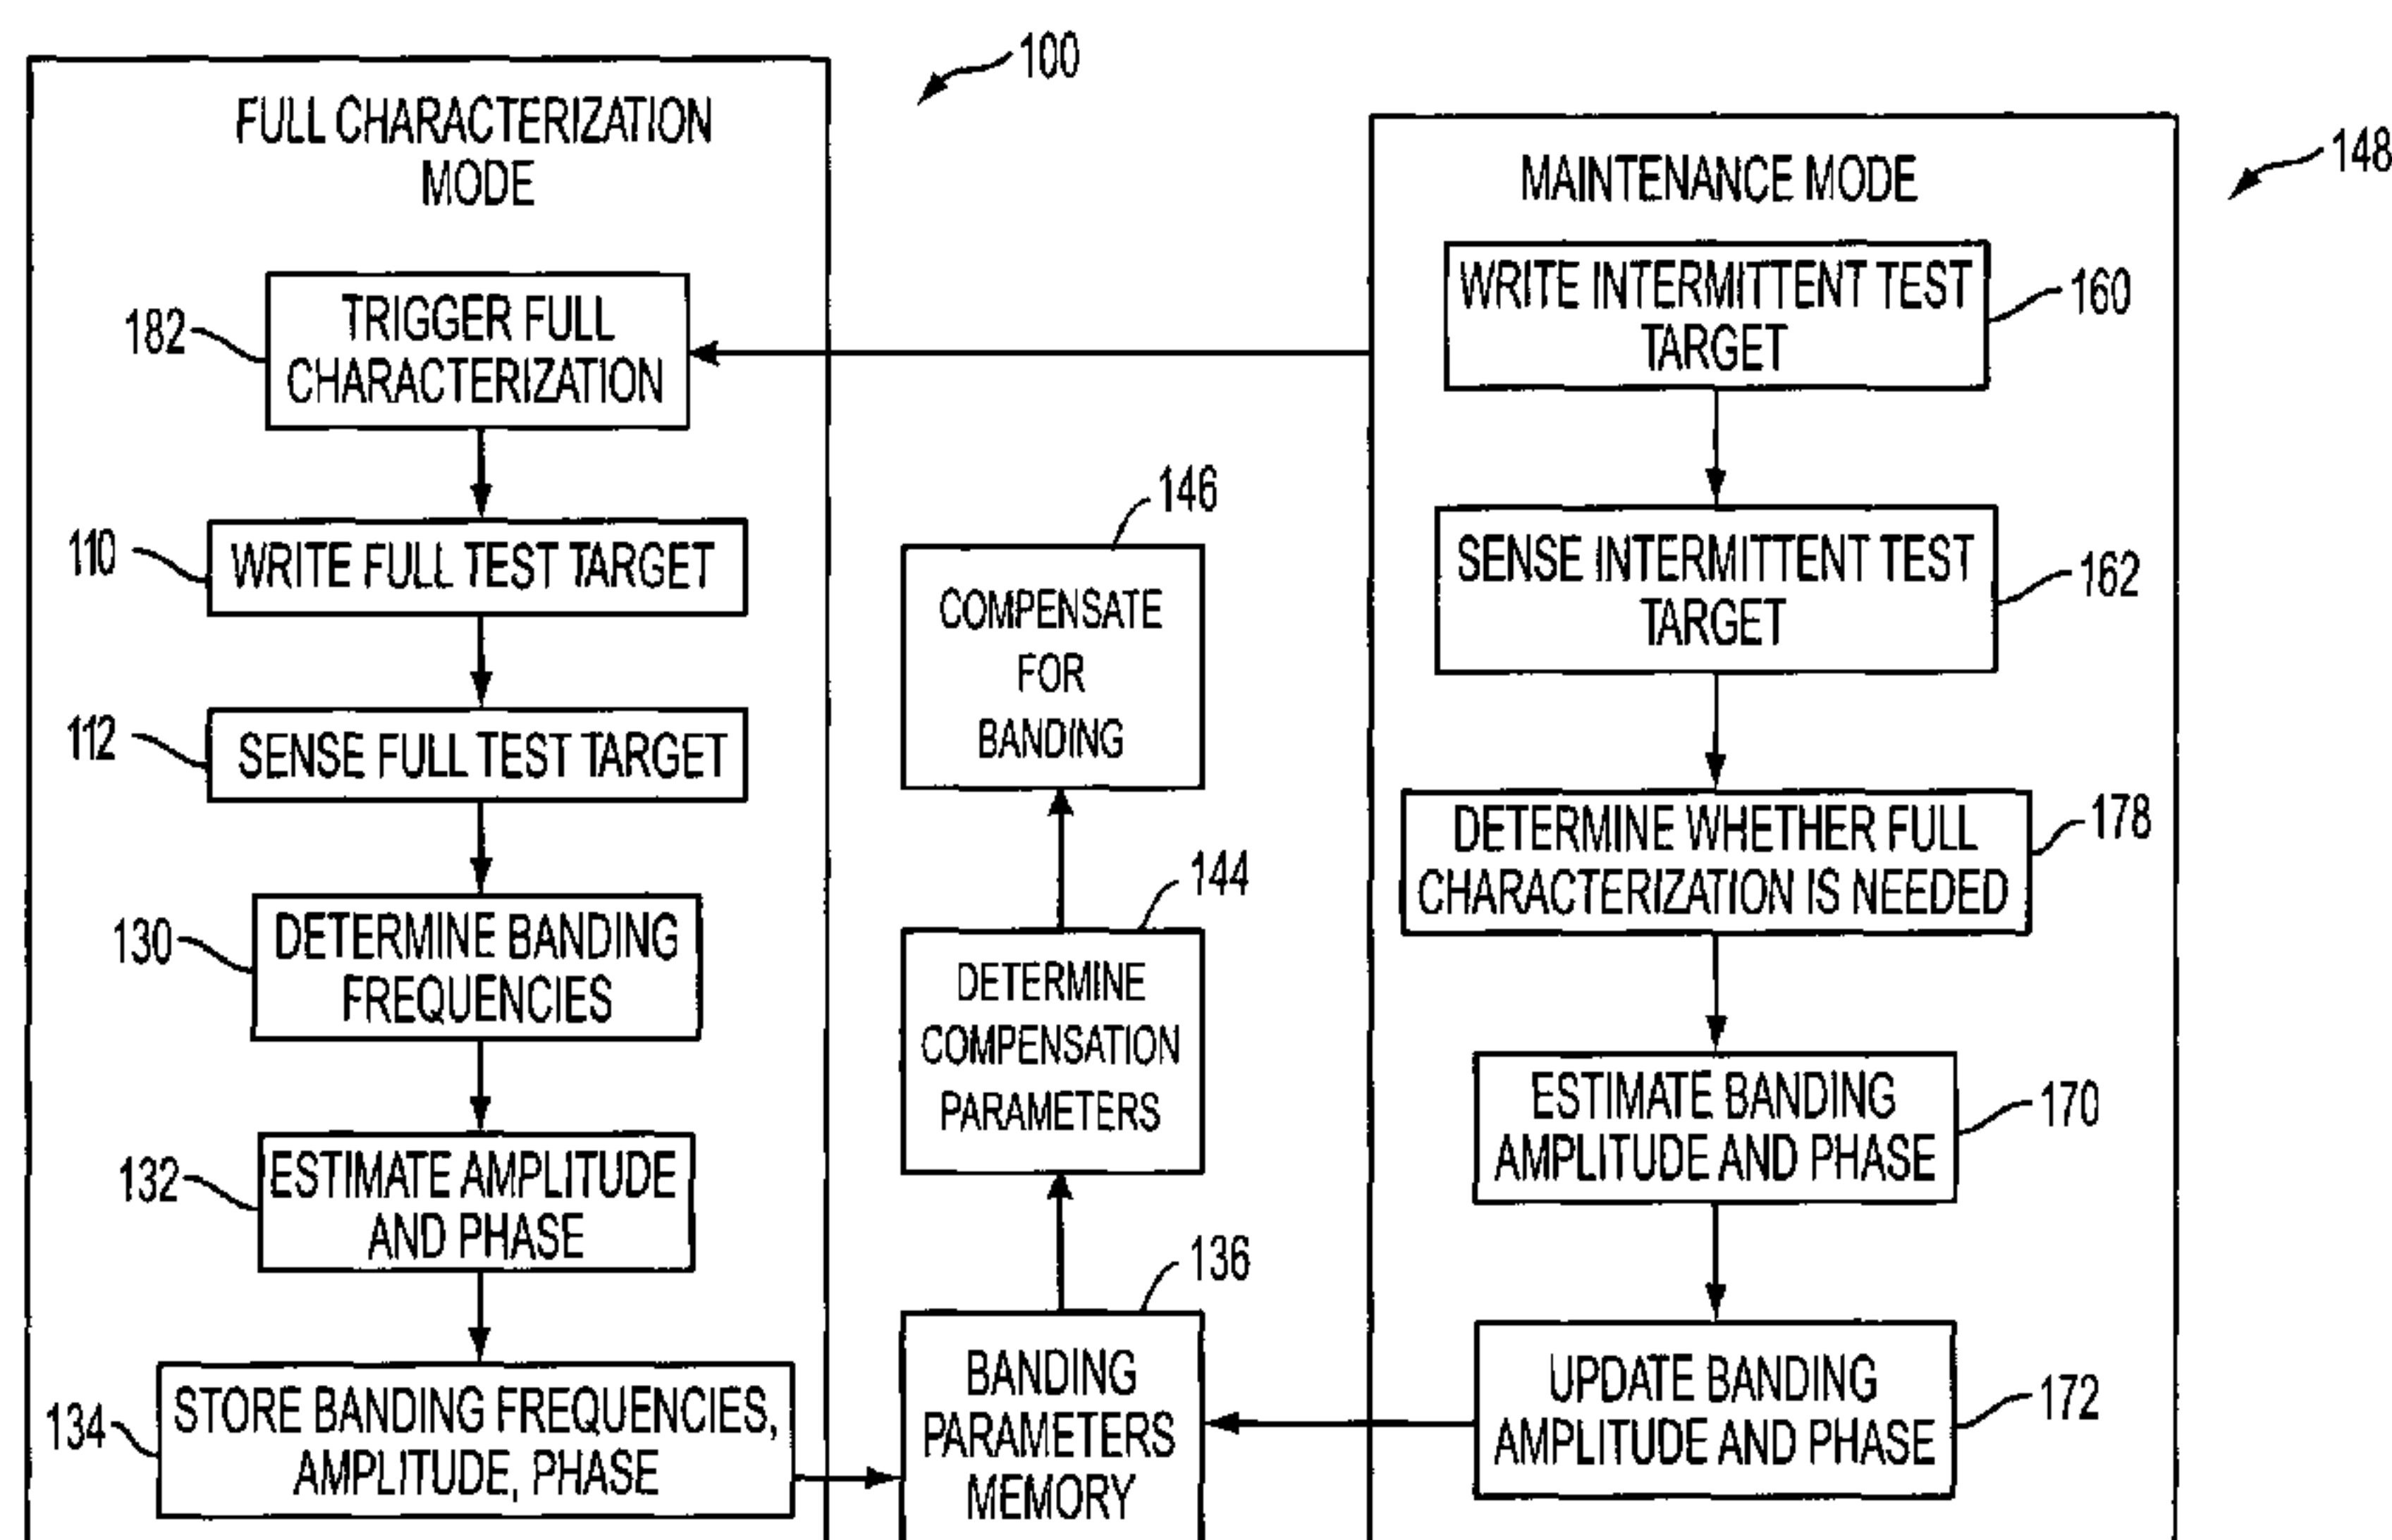 100
FULL CHARACTERIZATION
MODE
182
TRIGGER FULL
CHARACTERIZATION
110
WRITE FULL TEST TARGET
112
SENSE FULL TEST TARGET
130
DETERMINE BANDING
FREQUENCIES
132
ESTIMATE AMPLITUDE
AND PHASE
134
STORE BANDING FREQUENCIES,
AMPLITUDE, PHASE
146
COMPENSATE
FOR
BANDING
144
DETERMINE
COMPENSATION
PARAMETERS
136
BANDING
PARAMETERS
MEMORY
148
MAINTENANCE MODE
WRITE INTERMITTENT TEST
TARGET
160
SENSE INTERMITTENT TEST
TARGET
162
DETERMINE WHETHER FULL
CHARACTERIZATION IS NEEDED
178
ESTIMATE BANDING
AMPLITUDE AND PHASE
170
UPDATE BANDING
AMPLITUDE AND PHASE
172